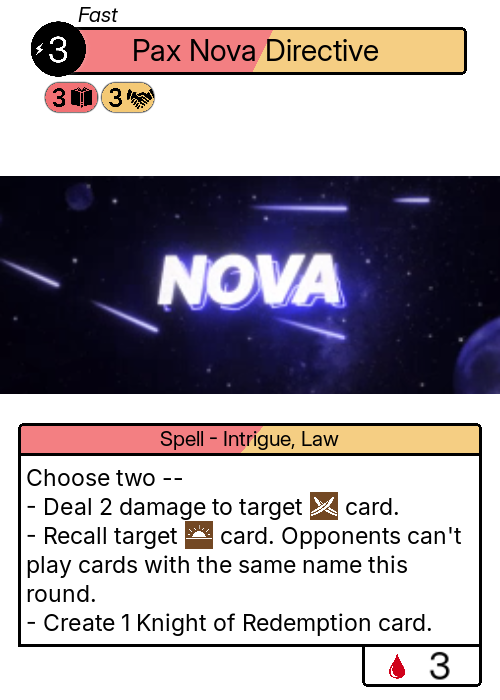 Fast
3 Pax Nova Directive
3 3
NOVA
Spell - Intrigue, Law
Choose two --
- Deal 2 damage to target card.
- Recall target card. Opponents can't
play cards with the same name this
round.
- Create 1 Knight of Redemption card.
3